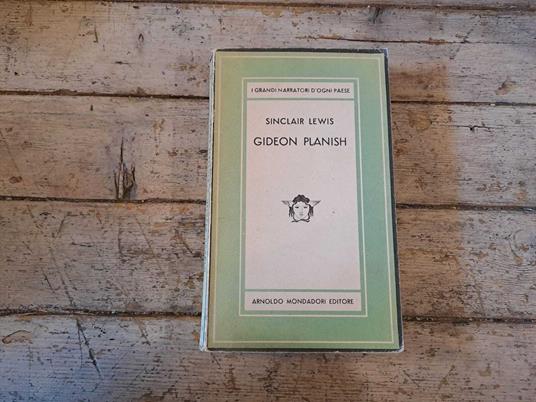 I GRANDI NARRATORI D'OGNI PAESE
SINCLAIR LEWIS
GIDEON PLANISH
ARNOLDO MONDADORI EDITORE